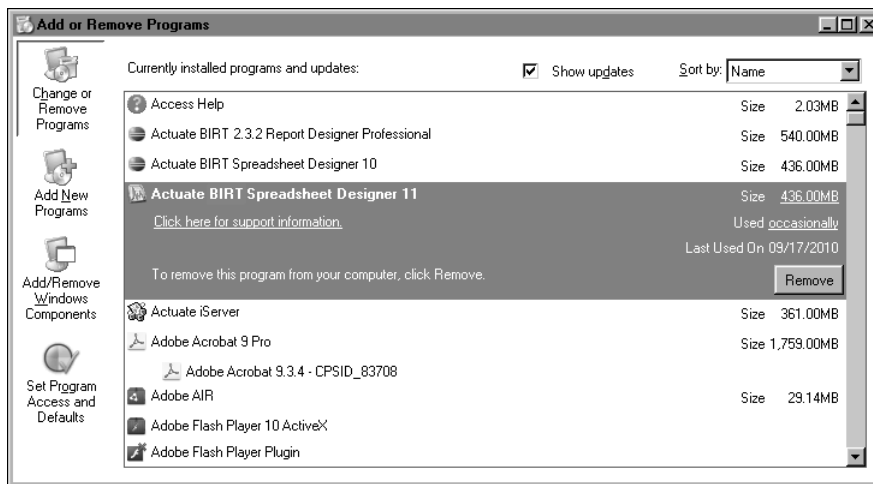 Add or Remove Programs
Change or
Remove
Programs
Add New
Programs
Add/Remove
Windows
Components
Set Program
Access and
Defaults
Currently installed programs and updates:
Show updates
Sort by: Name
Access Help Size 2.03MB
Actuate BIRT 2.3.2 Report Designer Professional Size 540.00MB
Actuate BIRT Spreadsheet Designer 10 Size 436.00MB
Actuate BIRT Spreadsheet Designer 11 Size 436.00MB
Click here for support information. Used occasionally
Last Used On 09/17/2010
To remove this program from your computer, click Remove. Remove
Actuate iServer Size 361.00MB
Adobe Acrobat 9 Pro Size 1,759.00MB
Adobe Acrobat 9.3.4 - CPSID_83708
Adobe AIR Size 29.14MB
Adobe Flash Player 10 ActiveX
Adobe Flash Player Plugin